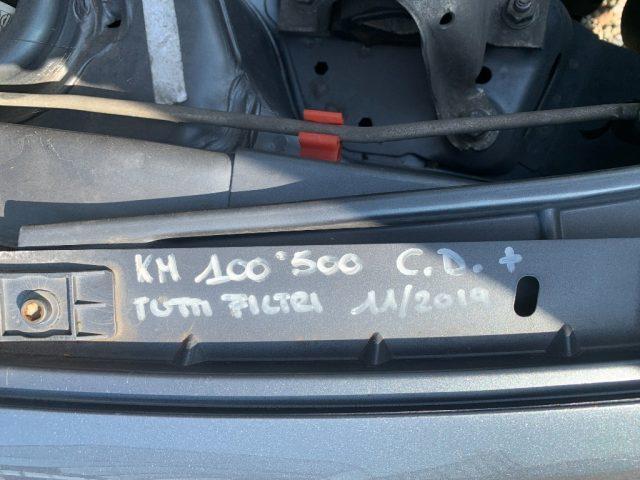 KM 100'500 C.D. +
TUTTI FILTRI 11/2019